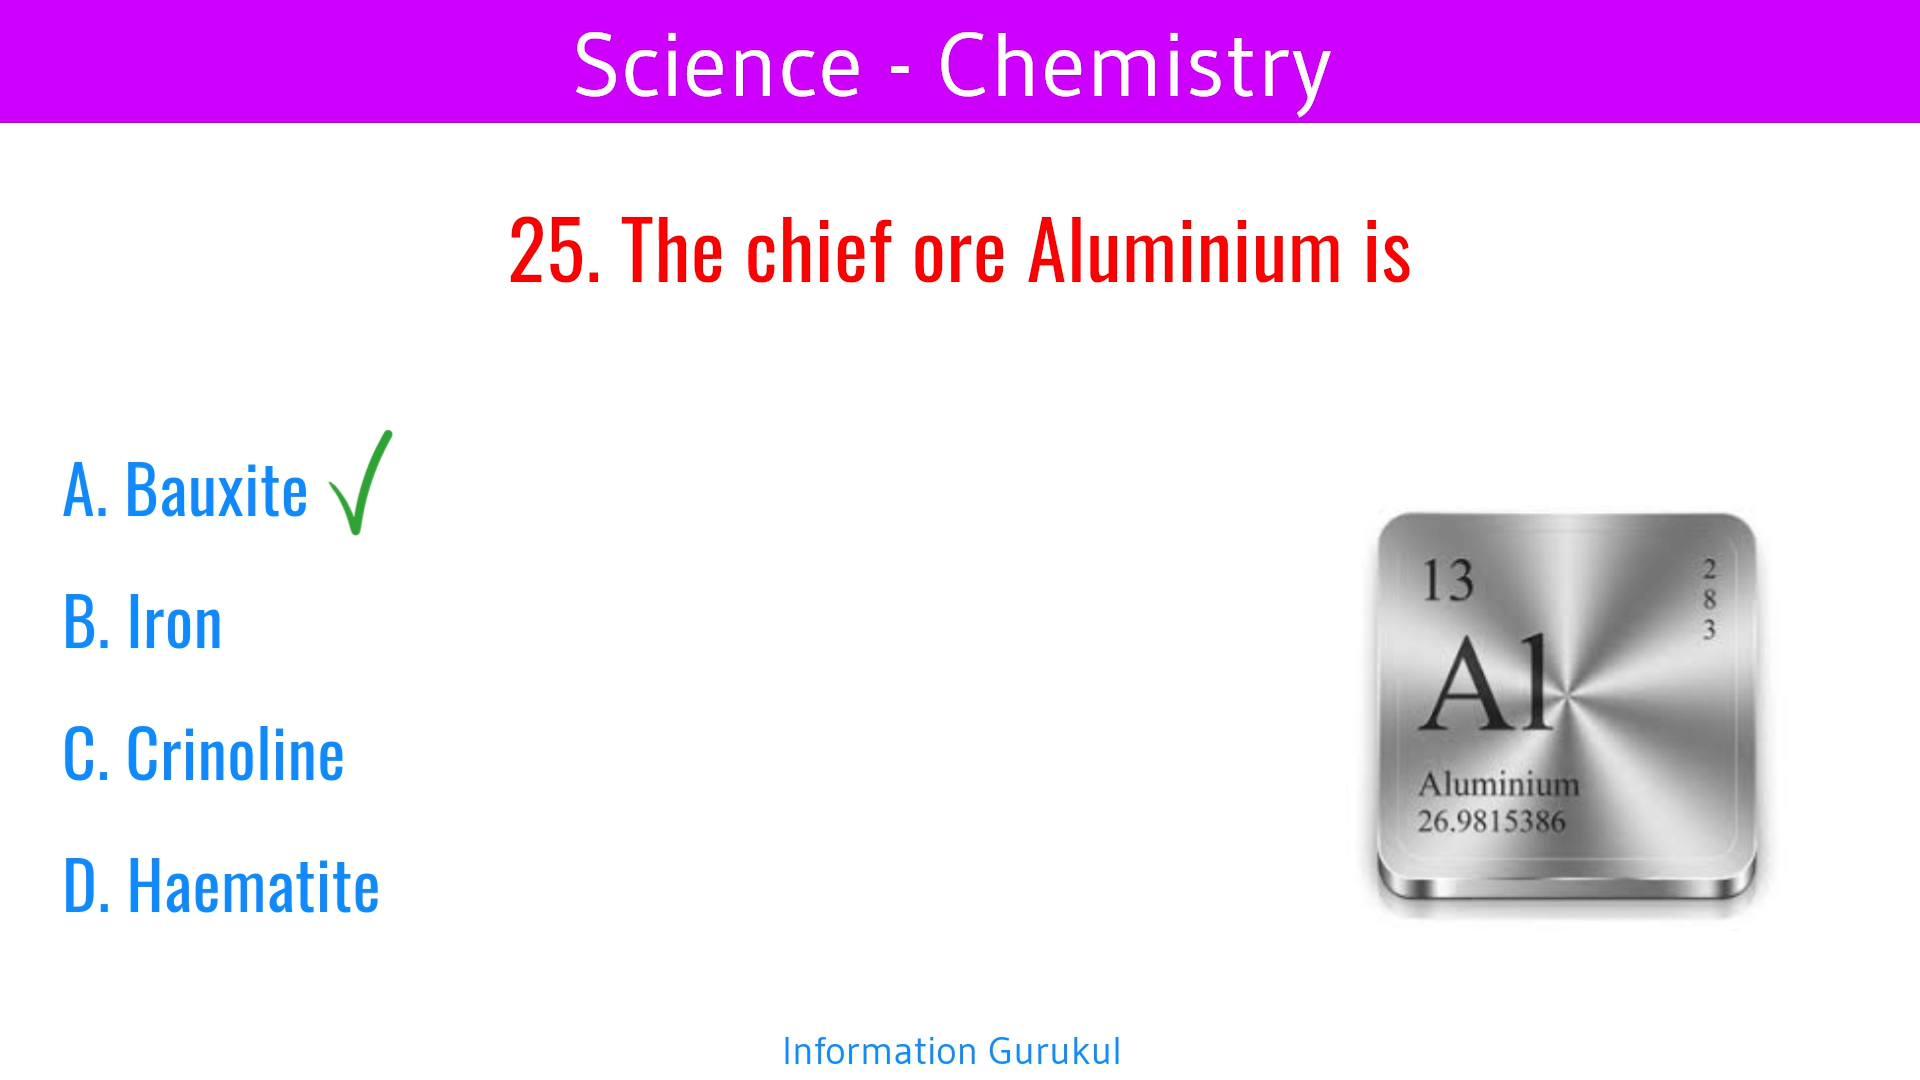 Science - Chemistry
25. The chief ore Aluminium is
A. Bauxite
B. Iron
C. Crinoline
D. Haematite
13
2
8
3
Al
Aluminium
26.9815386
Information Gurukul